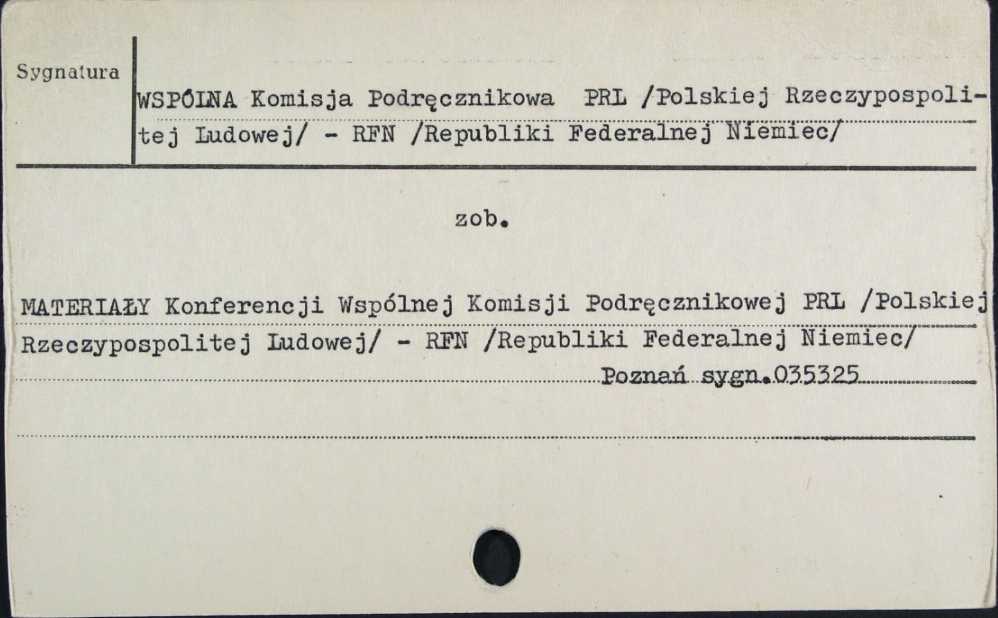 Sygnatura
WSPÓLNA Komisja Podręcznikowa PRL /Polskiej Rzeczypospoli-
tej Ludowej/ - RFN /Republiki Federalnej Niemiec/
zob.
MATERIAŁY Konferencji Wspólnej Komisji Podręcznikowej PRL /Polskiej
Rzeczypospolitej Ludowej/ - RFN /Republiki Federalnej Niemiec/
Poznań sygn.035325